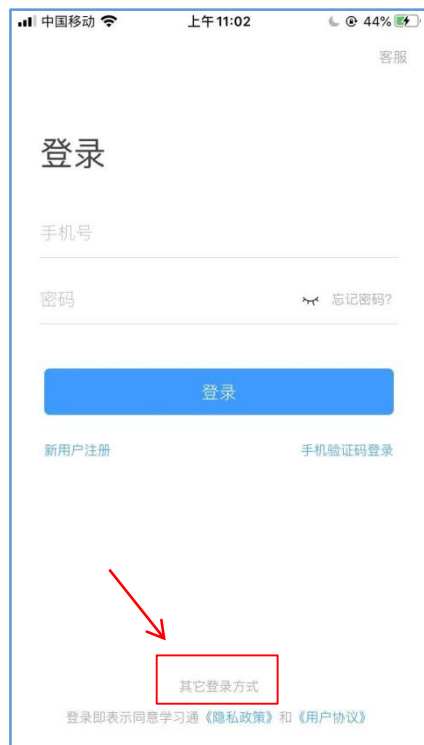 中国移动 上午11:02 44%
客服
登录
手机号
密码 忘记密码?
登录
新用户注册 手机验证码登录
其它登录方式
登录即表示同意学习通《隐私政策》和《用户协议》